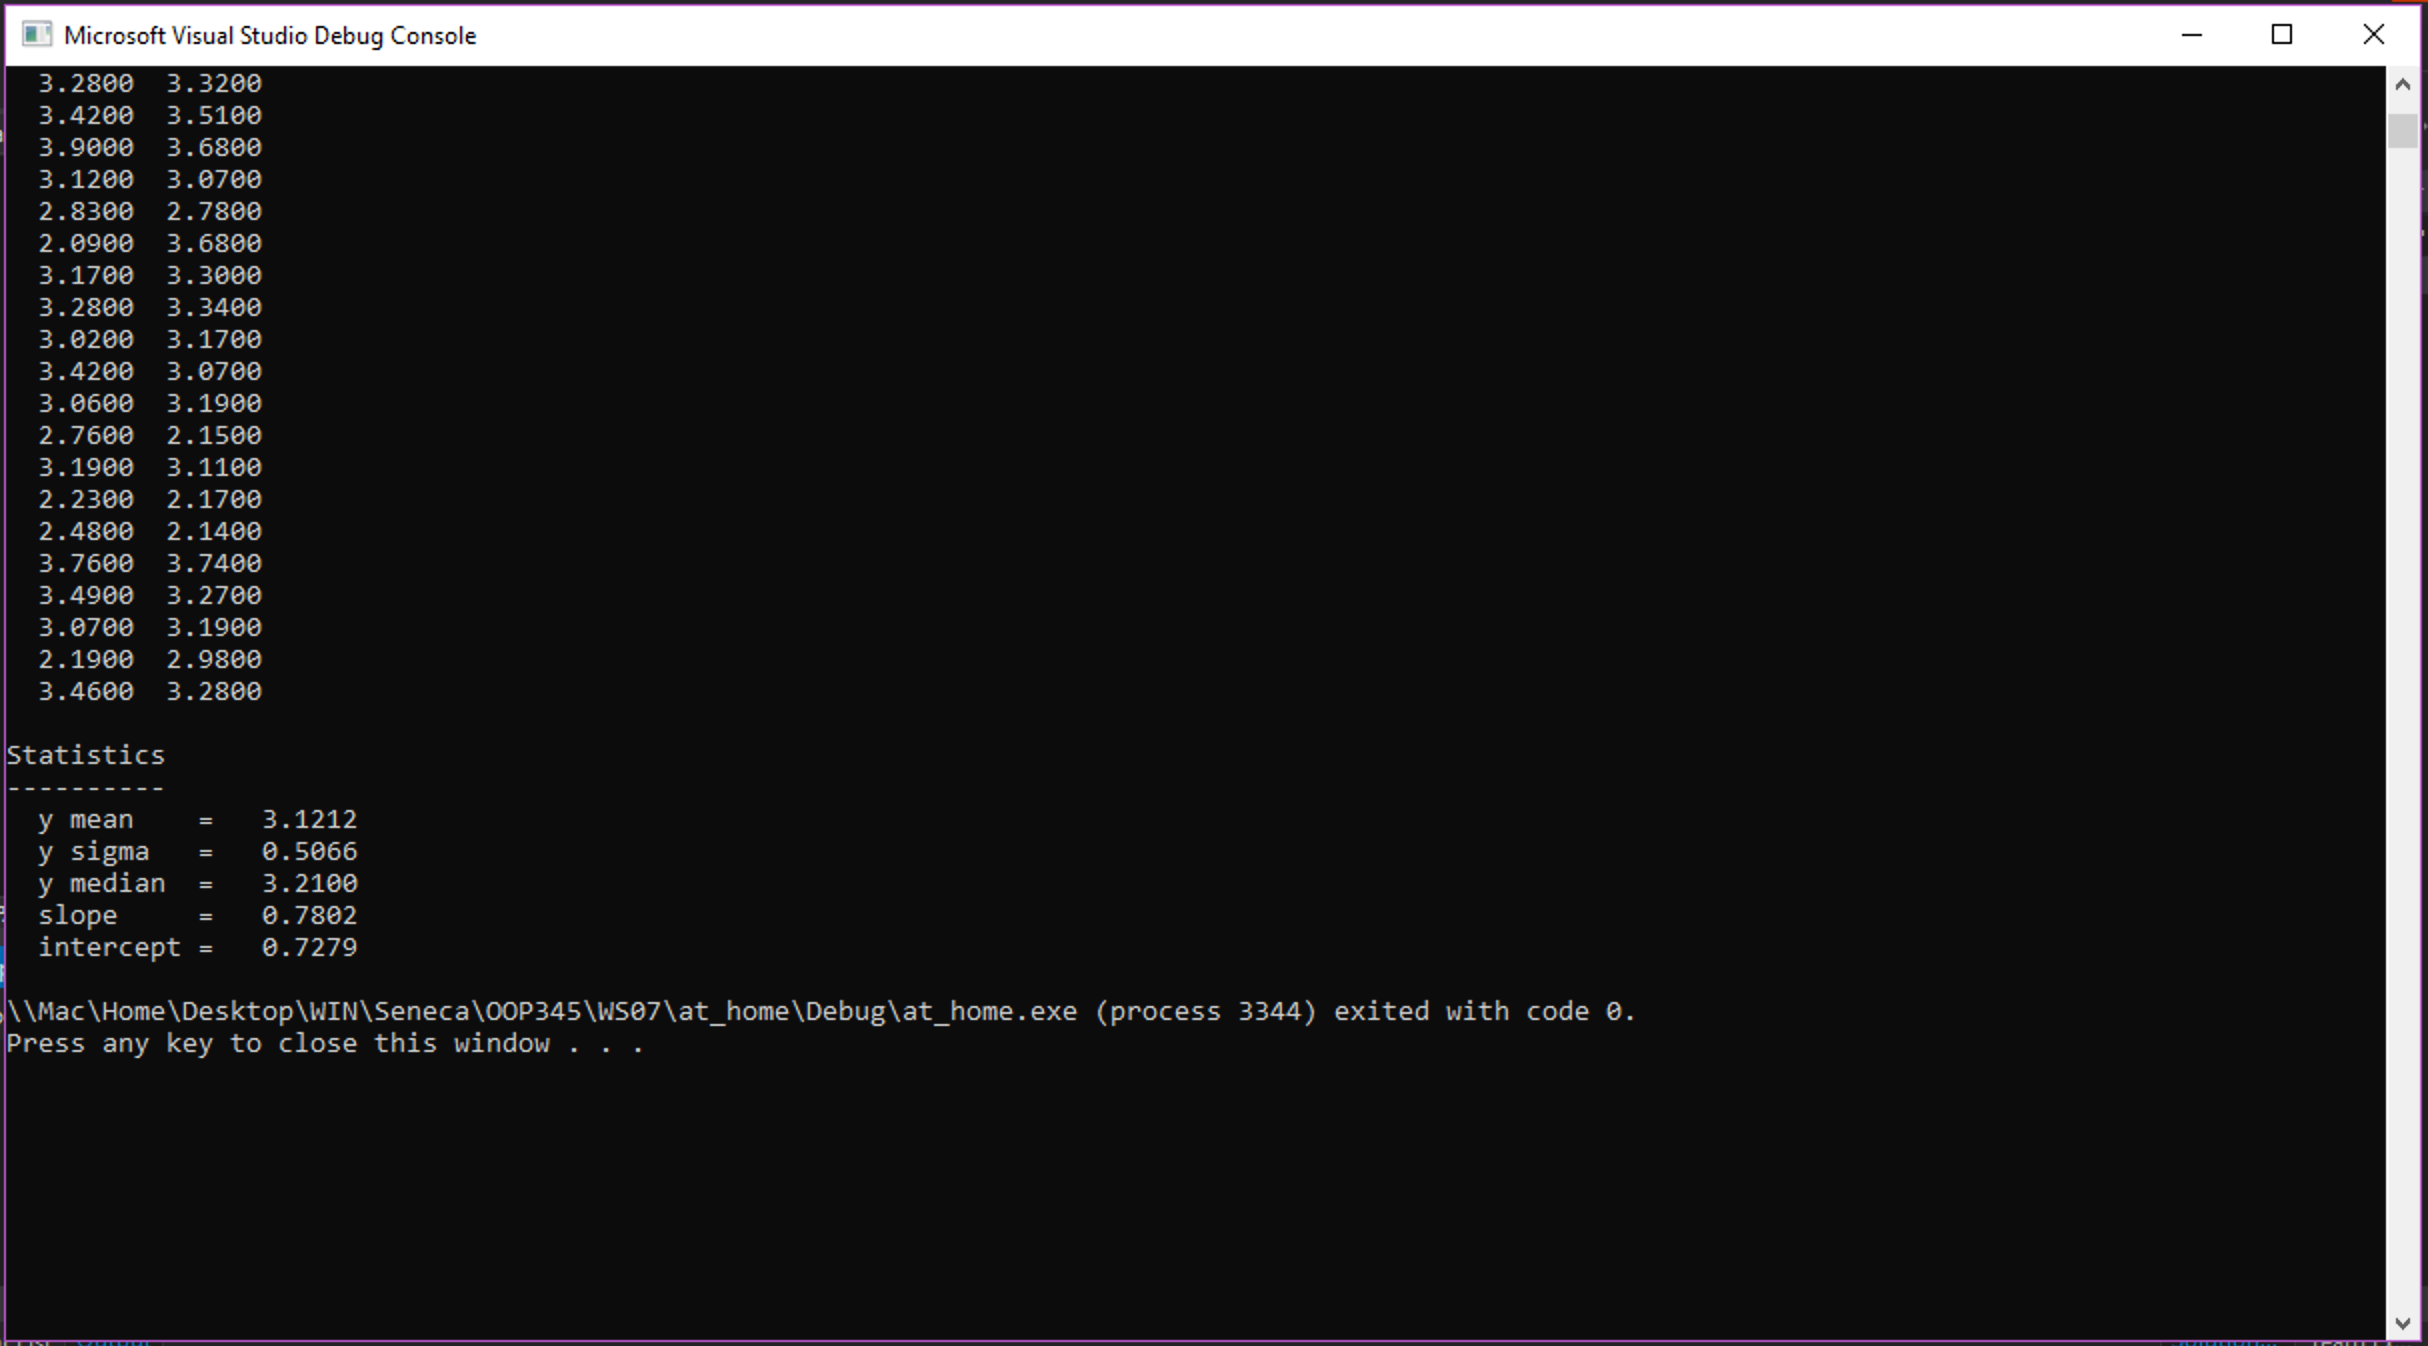 Microsoft Visual Studio Debug Console
3.2800  3.3200
3.4200  3.5100
3.9000  3.6800
3.1200  3.0700
2.8300  2.7800
2.0900  3.6800
3.1700  3.3000
3.2800  3.3400
3.0200  3.1700
3.4200  3.0700
3.0600  3.1900
2.7600  2.1500
3.1900  3.1100
2.2300  2.1700
2.4800  2.1400
3.7600  3.7400
3.4900  3.2700
3.0700  3.1900
2.1900  2.9800
3.4600  3.2800
Statistics
----------
y mean    =   3.1212
y sigma   =   0.5066
y median  =   3.2100
slope     =   0.7802
intercept =   0.7279
\\Mac\Home\Desktop\WIN\Seneca\OOP345\WS07\at_home\Debug\at_home.exe (process 3344) exited with code 0.
Press any key to close this window . . .